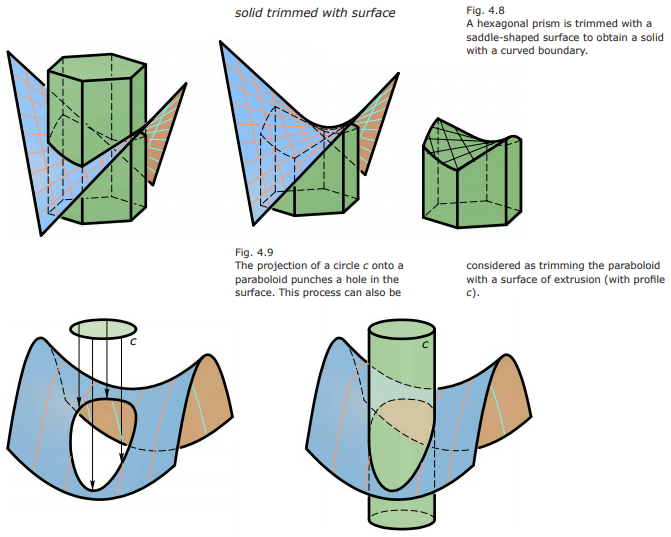 solid trimmed with surface
Fig. 4.8
A hexagonal prism is trimmed with a
saddle-shaped surface to obtain a solid
with a curved boundary.
Fig. 4.9
The projection of a circle c onto a
paraboloid punches a hole in the
surface. This process can also be
considered as trimming the paraboloid
with a surface of extrusion (with profile
c).
c
c